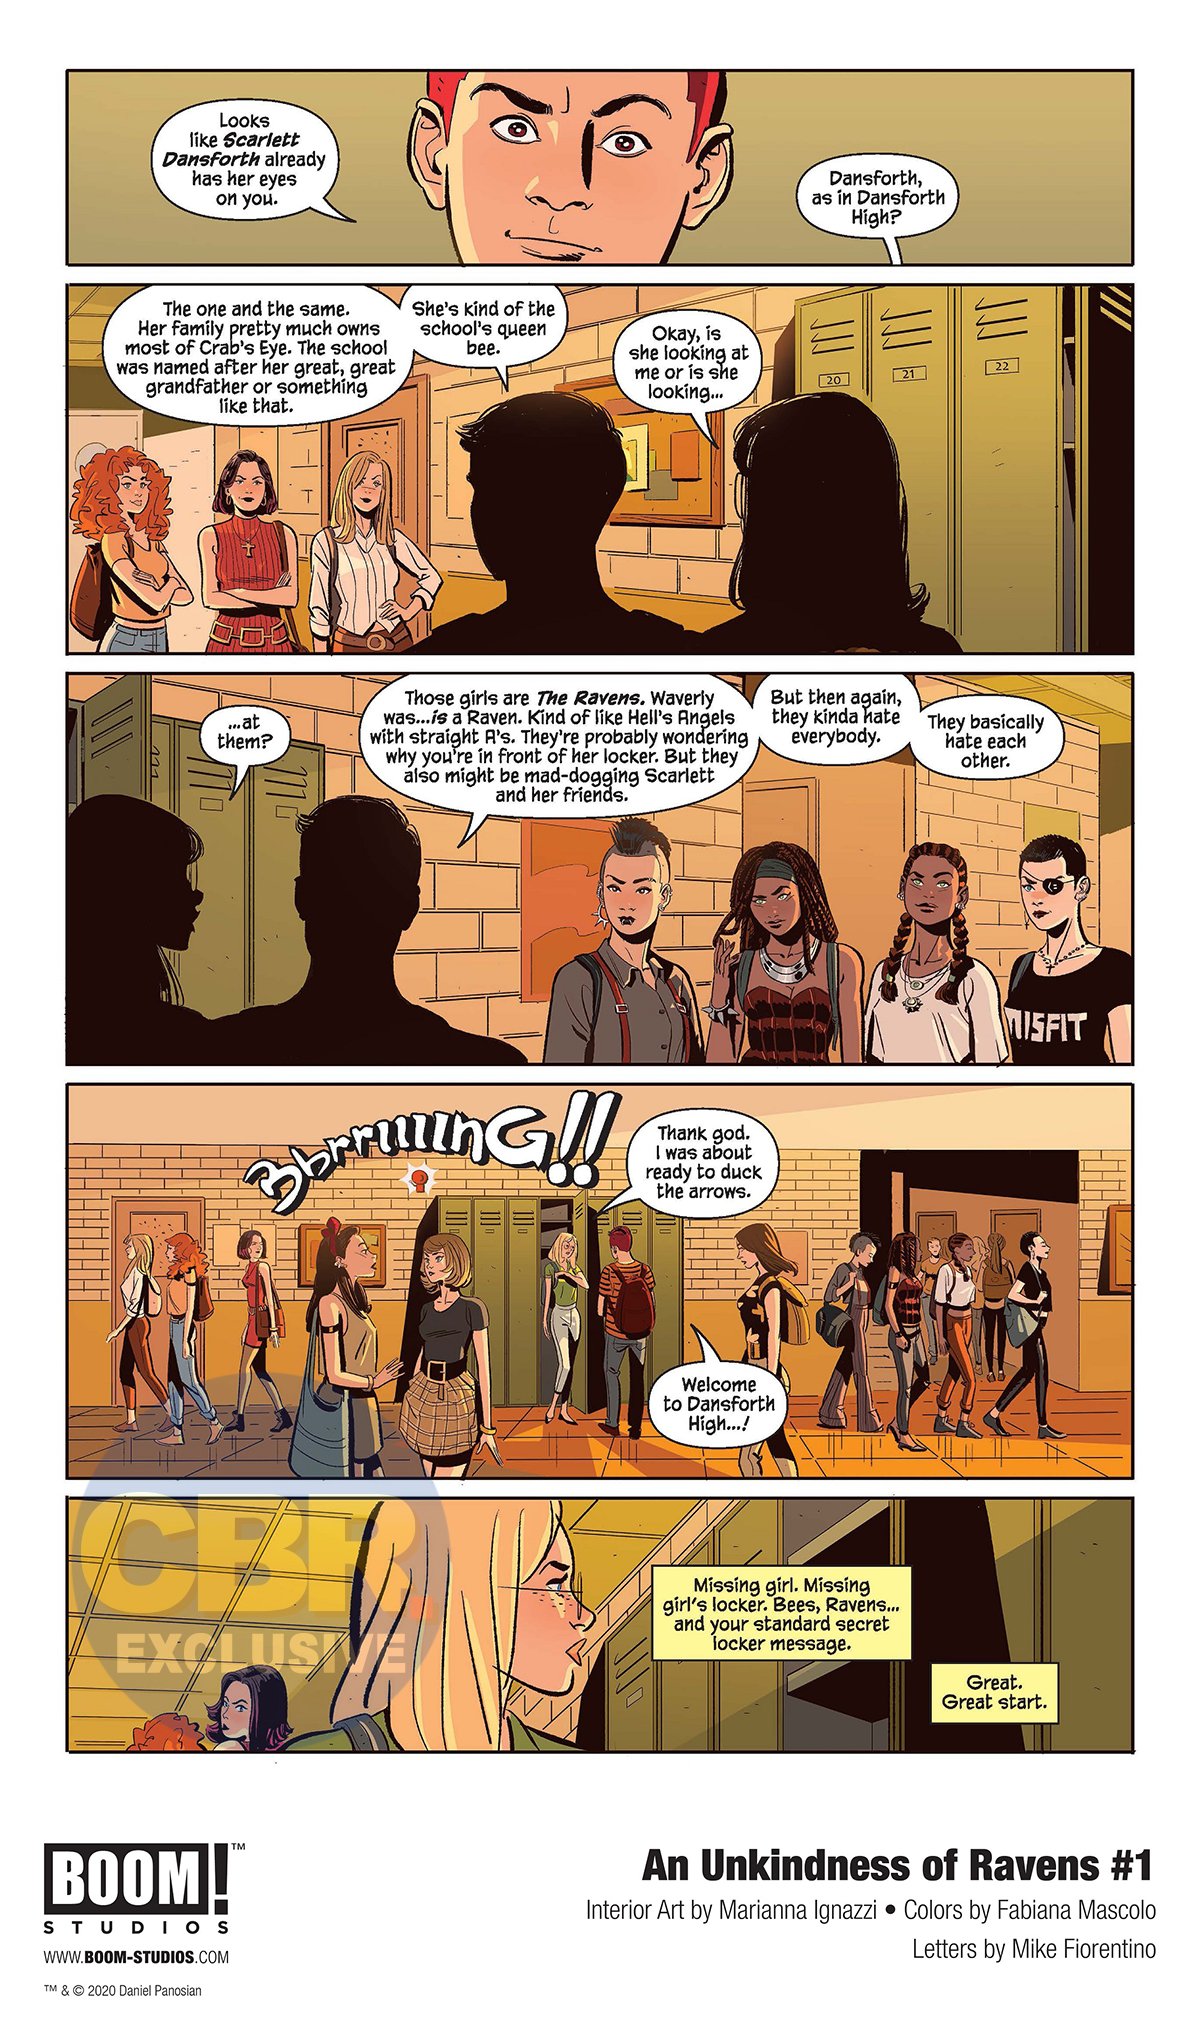 Looks
like Scarlett
Dansforth already
has her eyes
on you.
Dansforth,
as in Dansforth
High?
The one and the same.
Her family pretty much owns
most of Crab's Eye. The school
was named after her great, great
grandfather or something
like that.
She's kind of the
school's queen
bee.
Okay, is
she looking at
me or is she
looking...
20
21
22
...at
them?
Those girls are The Ravens. Waverly
was...is a Raven. Kind of like Hell's Angels
with straight A's. They're probably wondering
why you're in front of her locker. But they
also might be mad-dogging Scarlett
and her friends.
But then again,
they kinda hate
everybody.
They basically
hate each
other.
MISFIT
BbrriiiiinG!!
Thank god.
I was about
ready to duck
the arrows.
Welcome
to Dansforth
High...!
Missing girl. Missing
girl's locker. Bees, Ravens...
and your standard secret
locker message.
Great.
Great start.
CBR
EXCLUSIVE
BOOM!™
STUDIOS
WWW.BOOM-STUDIOS.COM
™ & © 2020 Daniel Panosian
An Unkindness of Ravens #1
Interior Art by Marianna Ignazzi • Colors by Fabiana Mascolo
Letters by Mike Fiorentino